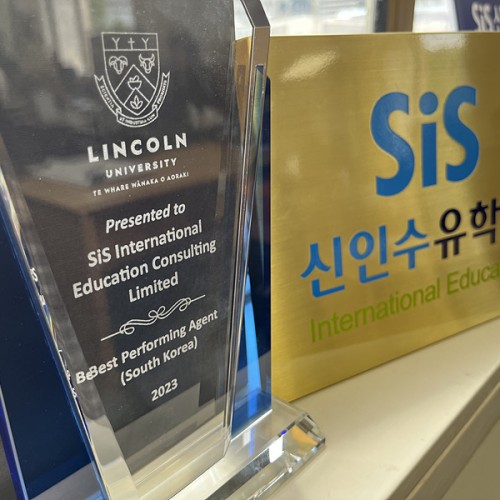 LINCOLN
UNIVERSITY
TE WHARE WĀNAKA O AORAKI
Presented to
SiS International
Education Consulting
Limited
Best Performing Agent
(South Korea)
2023
SiS
SiS
신인수유학
International Educa